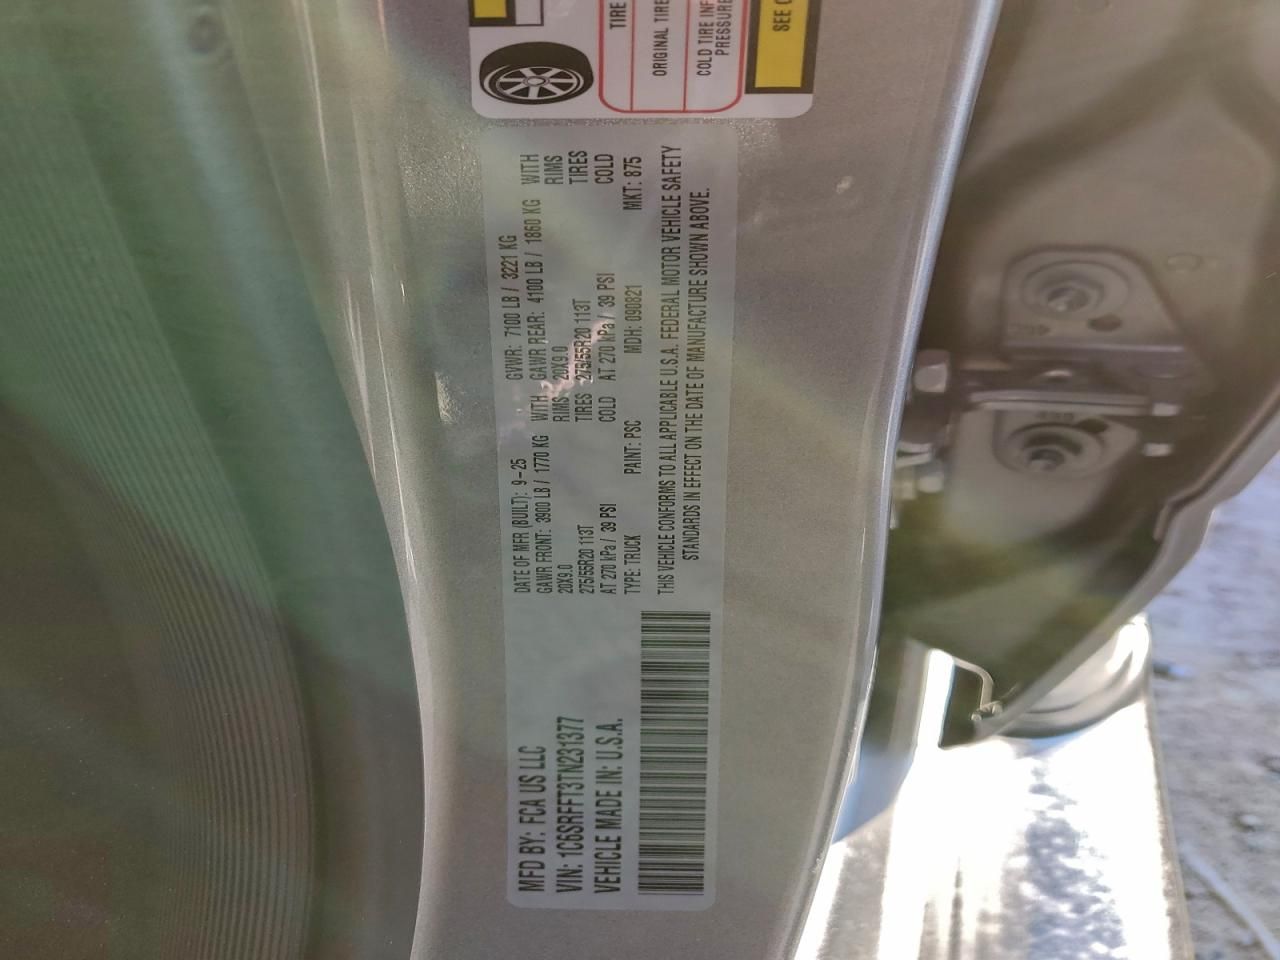 MFD BY: FCA US LLC
VIN: 1C6SRFFT3TN231377
VEHICLE MADE IN: U.S.A.
DATE OF MFR (BUILT): 9-25 GVWR: 7100 LB / 3221 KG
GAWR FRONT: 3900 LB / 1770 KG WITH GAWR REAR: 4100 LB / 1860 KG WITH
20X9.0 RIMS 20X9.0 RIMS
275/55R20 113T TIRES 275/55R20 113T TIRES
AT 270 kPa / 39 PSI COLD AT 270 kPa / 39 PSI COLD
TYPE: TRUCK PAINT: PSC MDH: 090821 MKT: 875
THIS VEHICLE CONFORMS TO ALL APPLICABLE U.S.A. FEDERAL MOTOR VEHICLE SAFETY
STANDARDS IN EFFECT ON THE DATE OF MANUFACTURE SHOWN ABOVE.
TIRE
ORIGINAL TIRE
COLD TIRE
PRESSURE
SEE